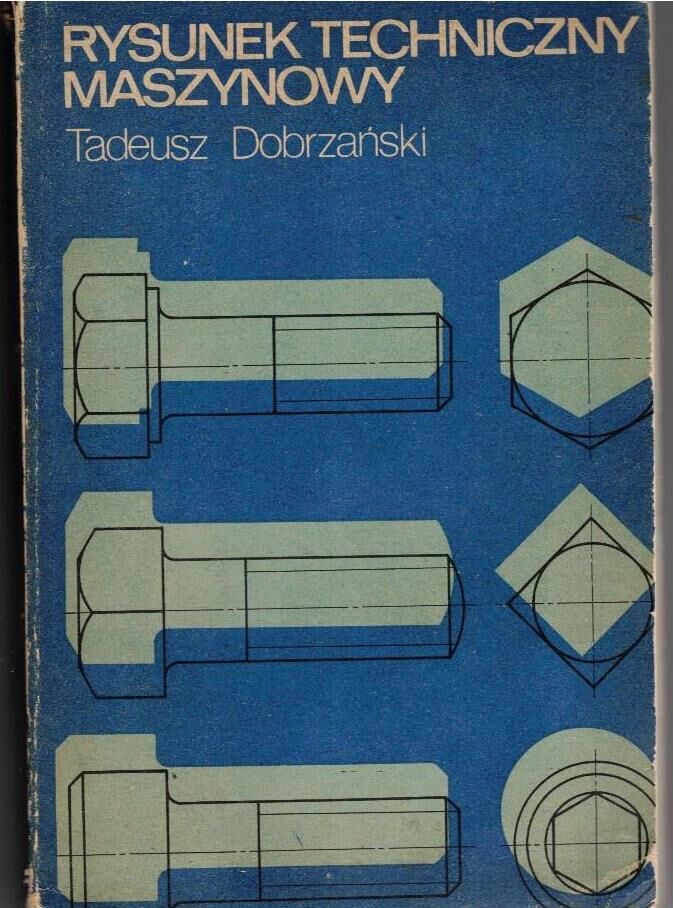 RYSUNEK TECHNICZNY
MASZYNOWY
Tadeusz Dobrzański